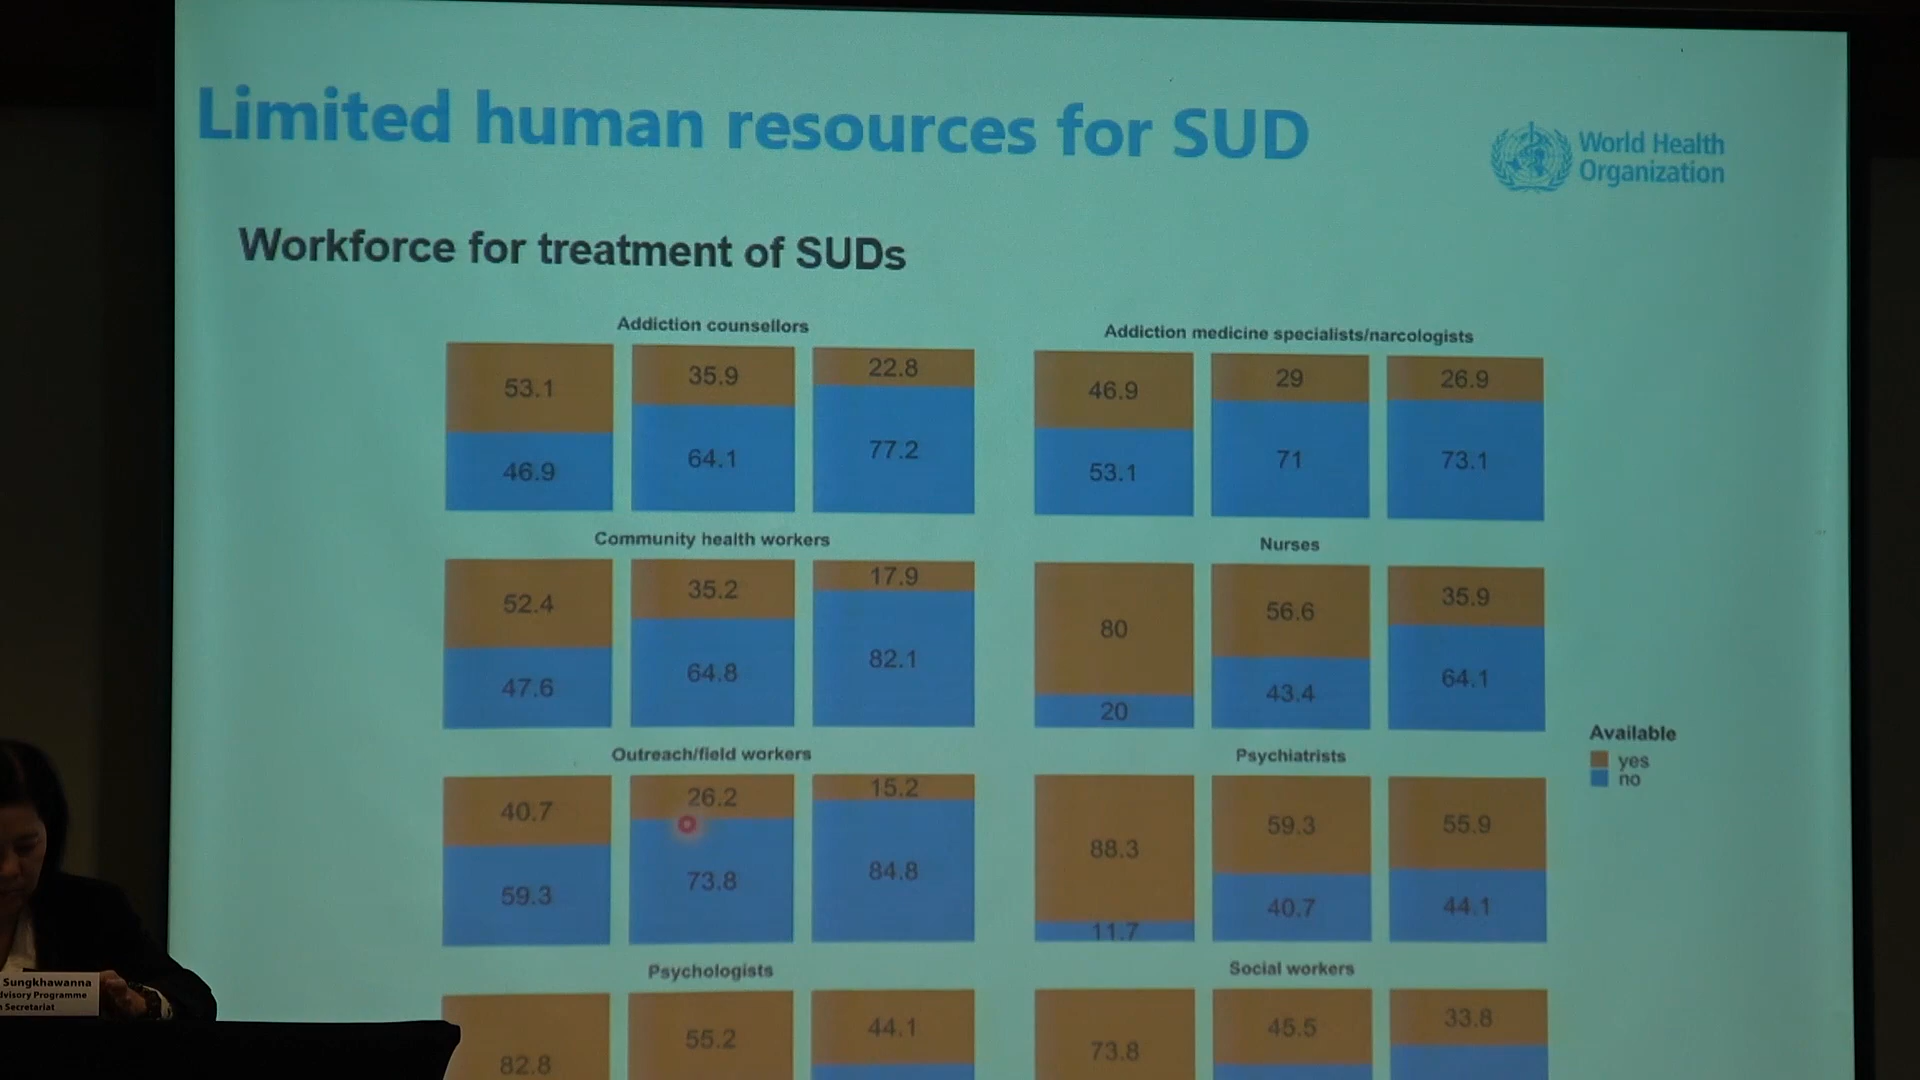 Limited human resources for SUD
World Health
Organization
Workforce for treatment of SUDs
Addiction counsellors
53.1
35.9
22.8
46.9
64.1
77.2
Addiction medicine specialists/narcologists
46.9
29
26.9
53.1
71
73.1
Community health workers
52.4
35.2
17.9
47.6
64.8
82.1
Nurses
80
56.6
35.9
20
43.4
64.1
Outreach/field workers
40.7
26.2
15.2
59.3
73.8
84.8
Psychiatrists
88.3
59.3
55.9
11.7
40.7
44.1
Available
yes
no
Psychologists
82.8
55.2
44.1
Social workers
73.8
45.5
33.8
Sungkhawanna
dvisory Programme
Secretariat